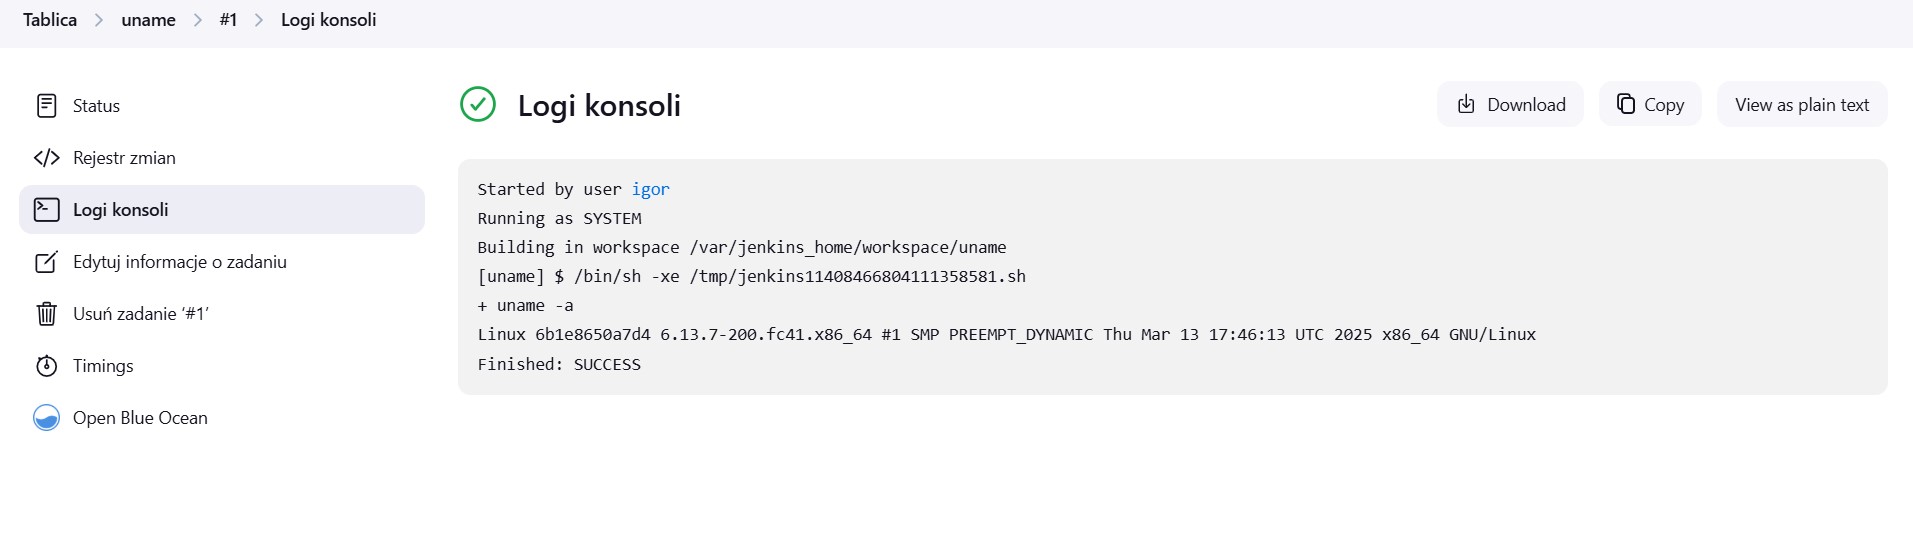 Tablica > uname > #1 > Logi konsoli
Status
Rejestr zmian
Logi konsoli
Edytuj informacje o zadaniu
Usuń zadanie ‘#1’
Timings
Open Blue Ocean
Logi konsoli
Download
Copy
View as plain text
Started by user igor
Running as SYSTEM
Building in workspace /var/jenkins_home/workspace/uname
[uname] $ /bin/sh -xe /tmp/jenkins11408466804111358581.sh
+ uname -a
Linux 6b1e8650a7d4 6.13.7-200.fc41.x86_64 #1 SMP PREEMPT_DYNAMIC Thu Mar 13 17:46:13 UTC 2025 x86_64 GNU/Linux
Finished: SUCCESS